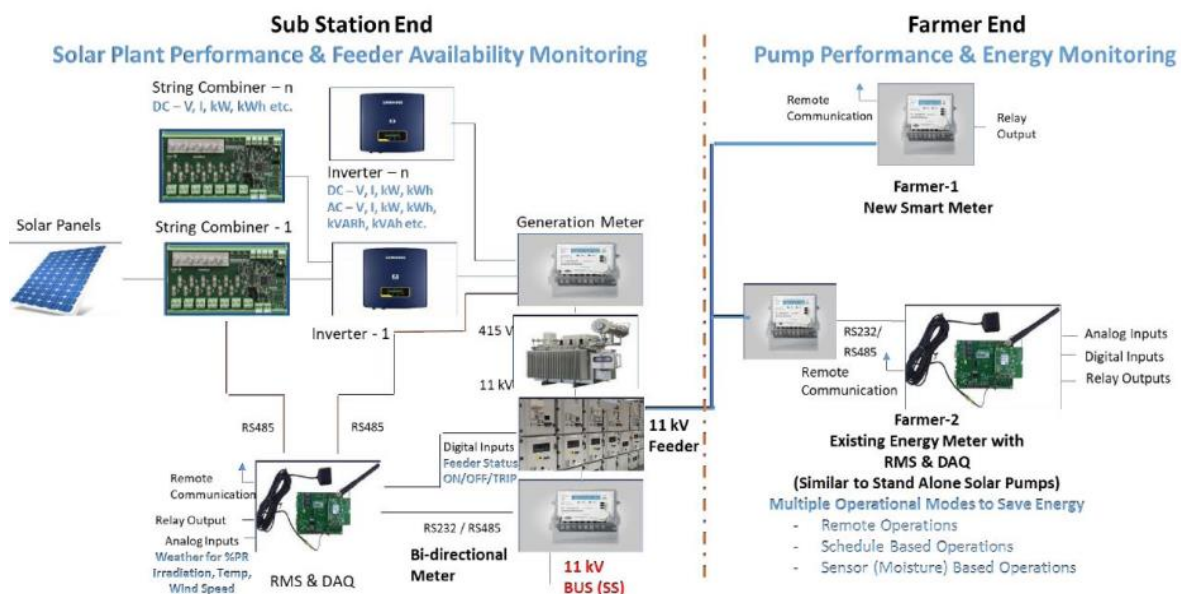 Sub Station End
Solar Plant Performance & Feeder Availability Monitoring
String Combiner – n
DC – V, I, kW, kWh etc.
Inverter – n
DC – V, I, kW, kWh
AC – V, I, kW, kWh,
kVARh, kVAh etc.
Solar Panels
String Combiner - 1
Generation Meter
Inverter - 1
415 V
11 kV
RS485
RS485
Digital Inputs
Feeder Status
ON/OFF/TRIP
11 kV
Feeder
Remote
Communication
Relay Output
Analog Inputs
Weather for %PR
Irradiation, Temp,
Wind Speed
RMS & DAQ
RS232 / RS485
Bi-directional
Meter
11 kV
BUS (SS)
Farmer End
Pump Performance & Energy Monitoring
Remote
Communication
Relay
Output
Farmer-1
New Smart Meter
RS232/
RS485
Remote
Communication
Analog Inputs
Digital Inputs
Relay Outputs
Farmer-2
Existing Energy Meter with
RMS & DAQ
(Similar to Stand Alone Solar Pumps)
Multiple Operational Modes to Save Energy
- Remote Operations
- Schedule Based Operations
- Sensor (Moisture) Based Operations